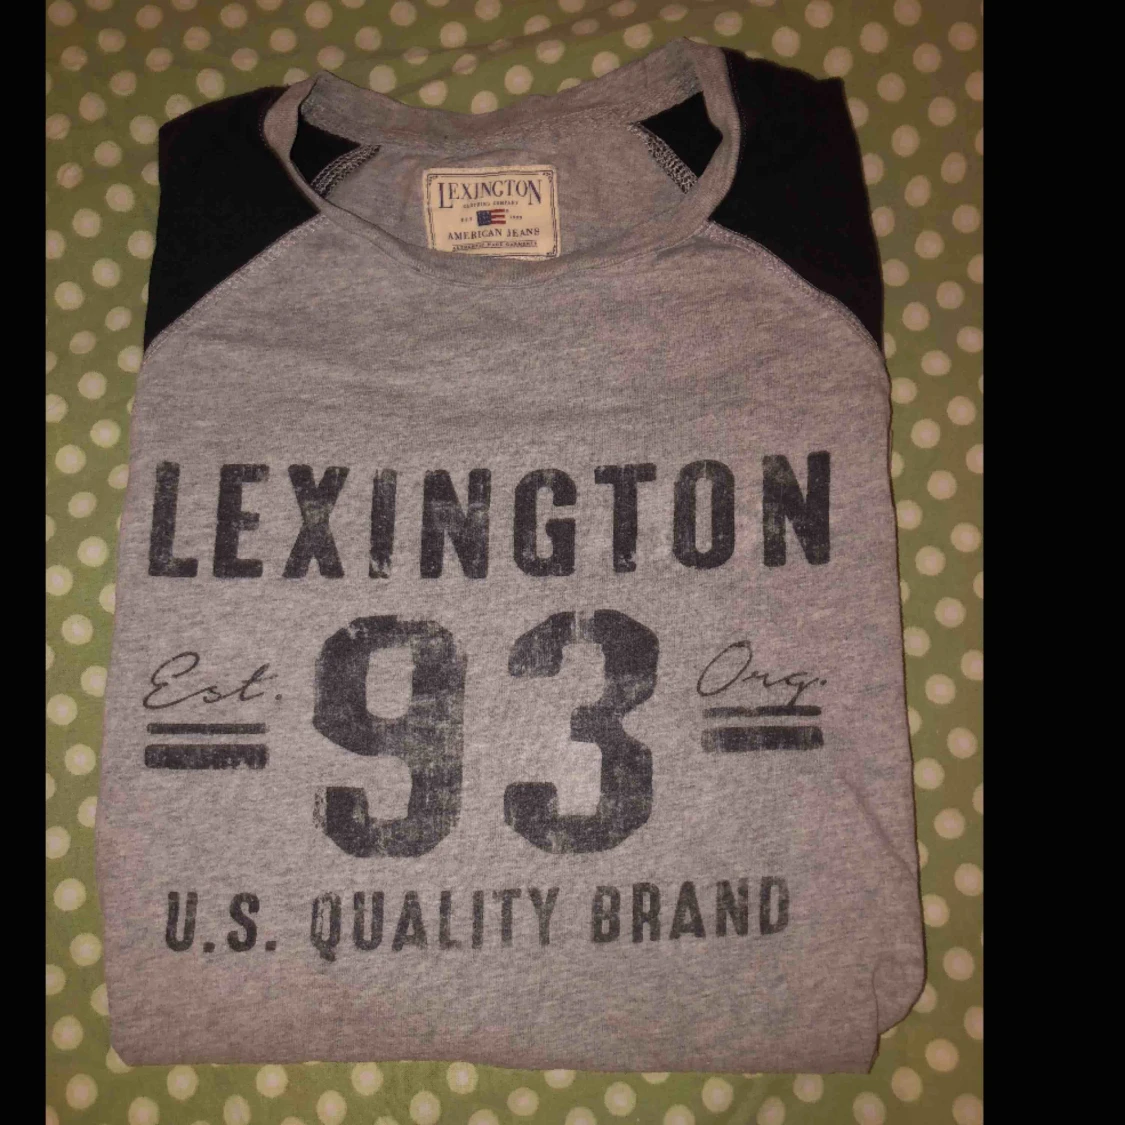 LEXINGTON
CLOTHING COMPANY
AMERICAN JEANS
LEXINGTON
Est. 93 Org.
U.S. QUALITY BRAND